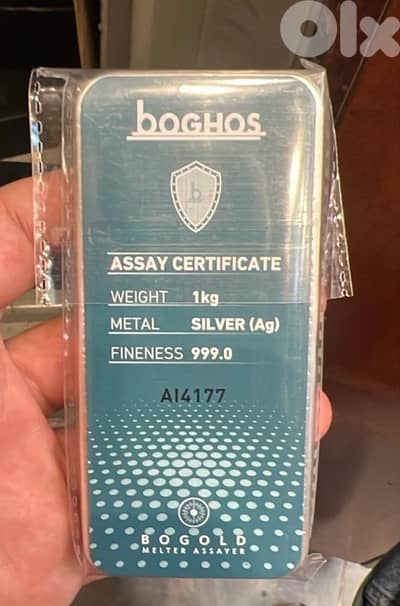 Olx
boGHOS
b
ASSAY CERTIFICATE
WEIGHT 1kg
METAL SILVER (Ag)
FINENESS 999.0
AI4177
BOGOLD
MELTER ASSAYER